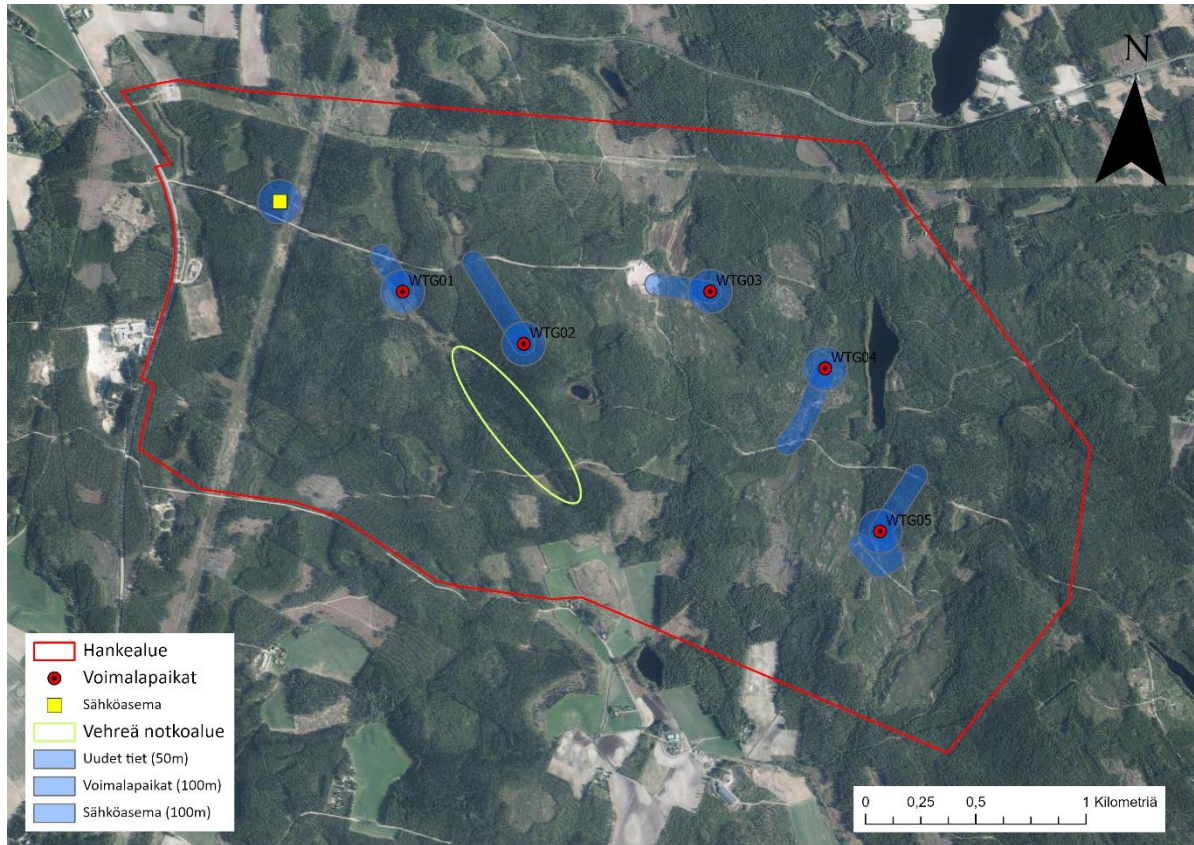 N
WTG01
WTG03
WTG02
WTG04
WTG05
Hankealue
Voimalapaikat
Sähköasema
Vehreä notkoalue
Uudet tiet (50m)
Voimalapaikat (100m)
Sähköasema (100m)
0 0,25 0,5 1 Kilometriä